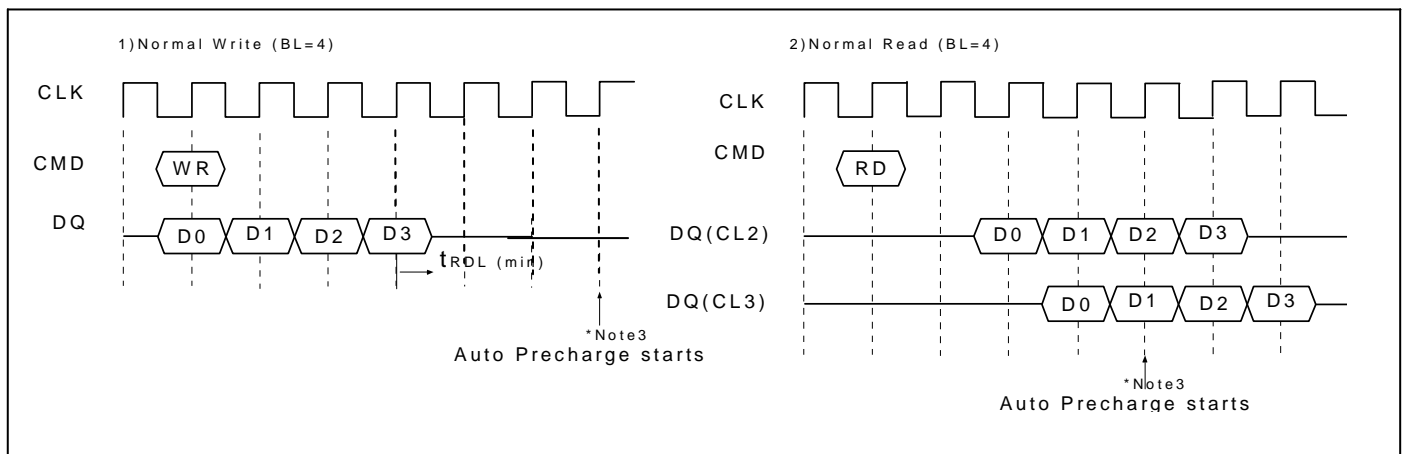 1)Normal Write (BL=4)
CLK
CMD
WR
DQ
D0 D1 D2 D3
tRDL (min)
*Note3
Auto Precharge starts
2)Normal Read (BL=4)
CLK
CMD
RD
DQ(CL2)
D0 D1 D2 D3
DQ(CL3)
D0 D1 D2 D3
*Note3
Auto Precharge starts